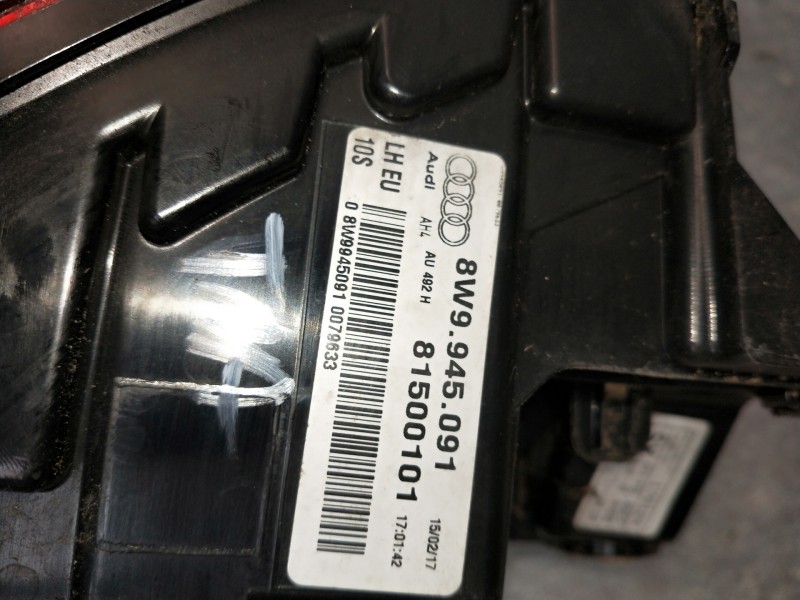 Audi
8W9.945.091
AH4 AU 492 H
15/02/17
LH EU
10S
81500101
17:01:42
0 8W9945091 0079633